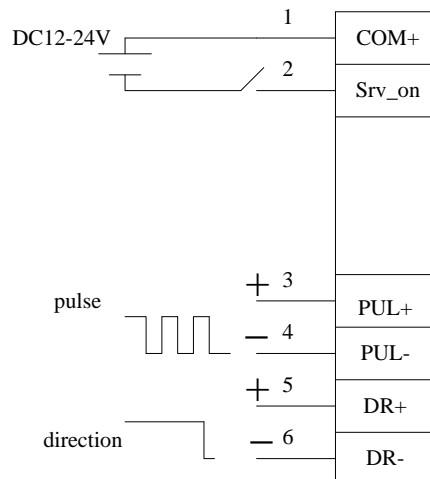 1
DC12-24V
COM+
2
Srv_on
+ 3
pulse
PUL+
− 4
PUL-
+ 5
DR+
direction
− 6
DR-